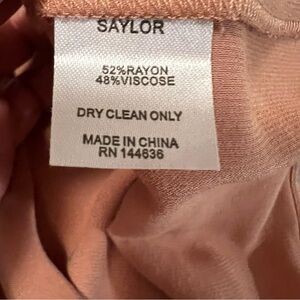 SAYLOR
52%RAYON
48%VISCOSE
DRY CLEAN ONLY
MADE IN CHINA
RN 144636